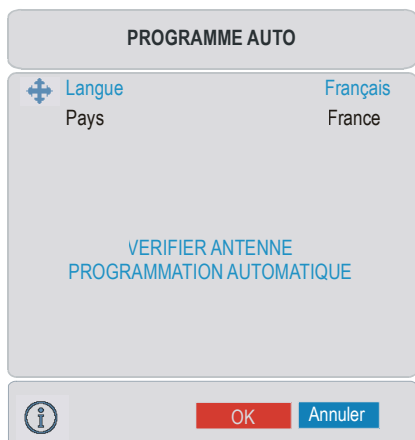 PROGRAMME AUTO
Langue Français
Pays France
VERIFIER ANTENNE
PROGRAMMATION AUTOMATIQUE
OK Annuler